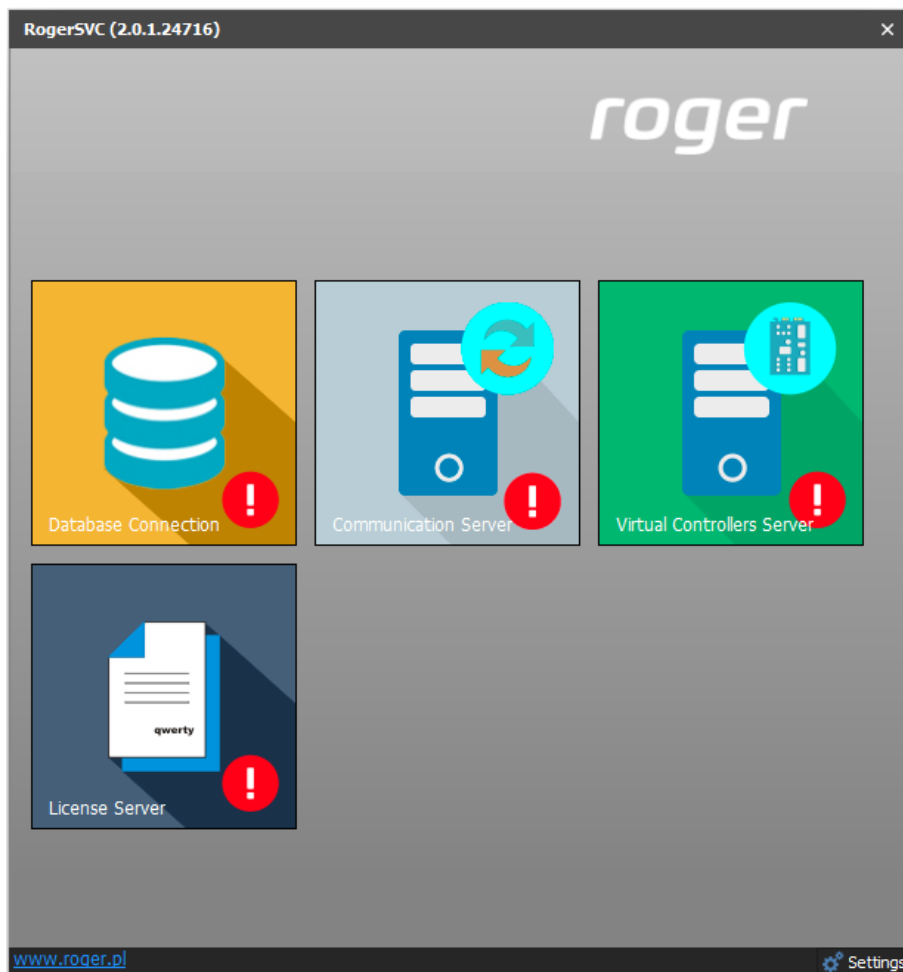 RogerSVC (2.0.1.24716)
roger
Database Connection
Communication Server
Virtual Controllers Server
qwerty
License Server
www.roger.pl
Settings